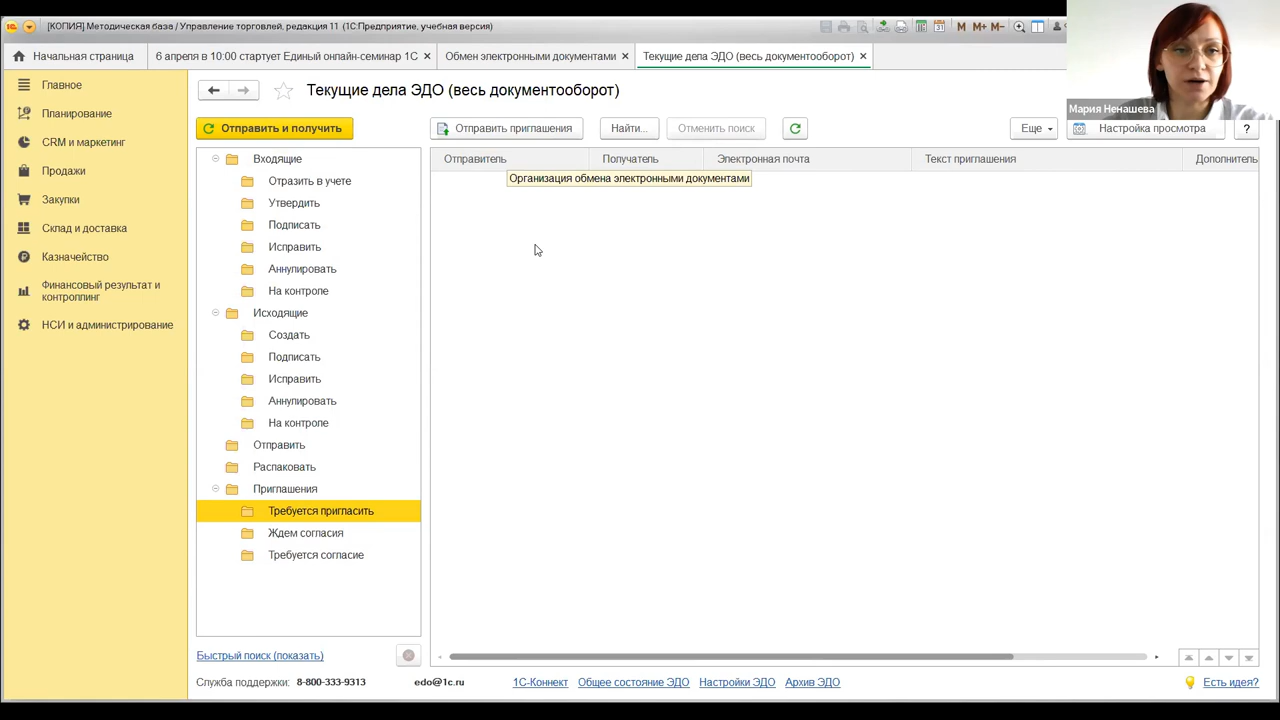 [КОПИЯ] Методическая база / Управление торговлей, редакция 11 (1С:Предприятие, учебная версия)
M M+ M−
31
Начальная страница
6 апреля в 10:00 стартует Единый онлайн-семинар 1С
Обмен электронными документами
Текущие дела ЭДО (весь документооборот)
Мария Ненашева
Главное
Планирование
CRM и маркетинг
Продажи
Закупки
Склад и доставка
Казначейство
Финансовый результат и
контроллинг
НСИ и администрирование
Текущие дела ЭДО (весь документооборот)
Отправить и получить
Отправить приглашения
Найти...
Отменить поиск
Еще
Настройка просмотра
?
Входящие
Отразить в учете
Утвердить
Подписать
Исправить
Аннулировать
На контроле
Исходящие
Создать
Подписать
Исправить
Аннулировать
На контроле
Отправить
Распаковать
Приглашения
Требуется пригласить
Ждем согласия
Требуется согласие
Отправитель
Получатель
Электронная почта
Текст приглашения
Дополнитель
Организация обмена электронными документами
Быстрый поиск (показать)
Служба поддержки: 8-800-333-9313
edo@1c.ru
1С-Коннект
Общее состояние ЭДО
Настройки ЭДО
Архив ЭДО
Есть идея?